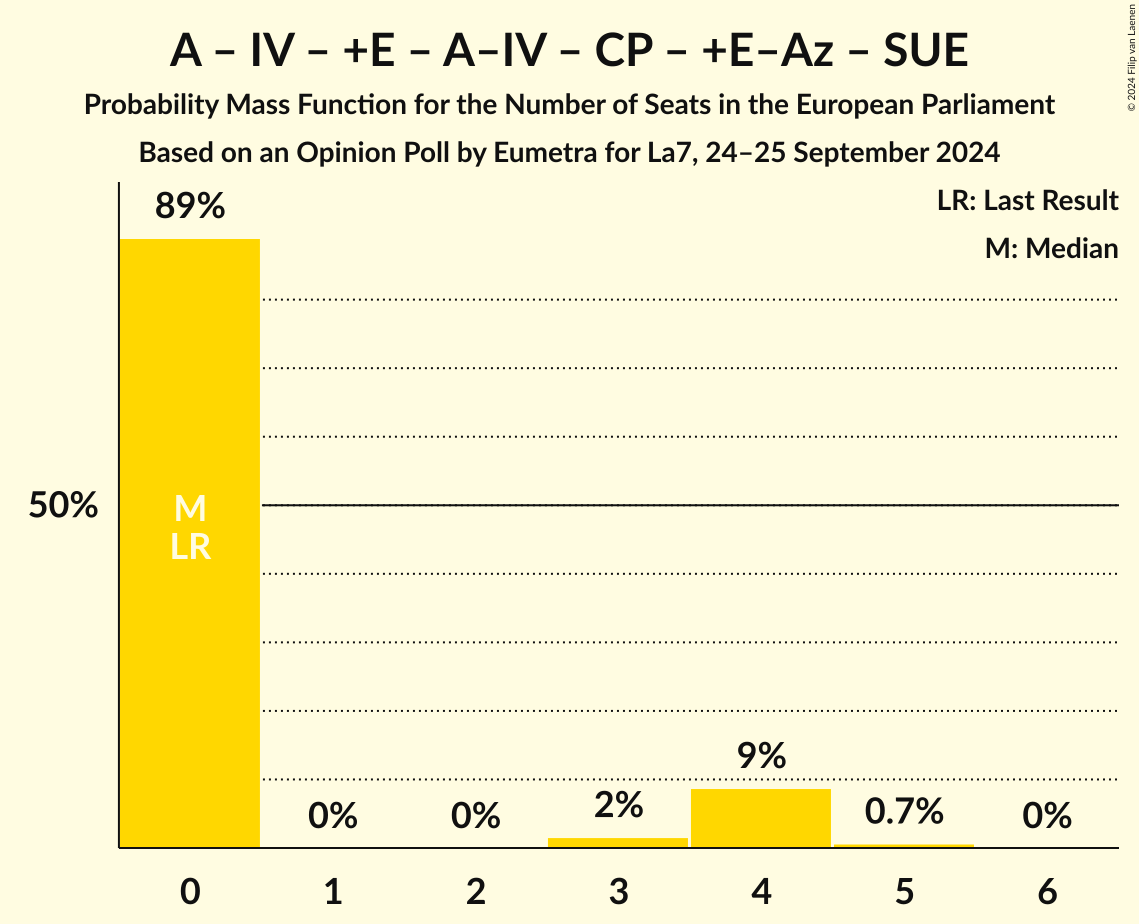 A – IV – +E – A–IV – CP – +E–Az – SUE
Probability Mass Function for the Number of Seats in the European Parliament
Based on an Opinion Poll by Eumetra for La7, 24–25 September 2024
© 2024 Filip van Laenen
LR: Last Result
M: Median
89%
50%
M
LR
0%
0%
2%
9%
0.7%
0%
0
1
2
3
4
5
6